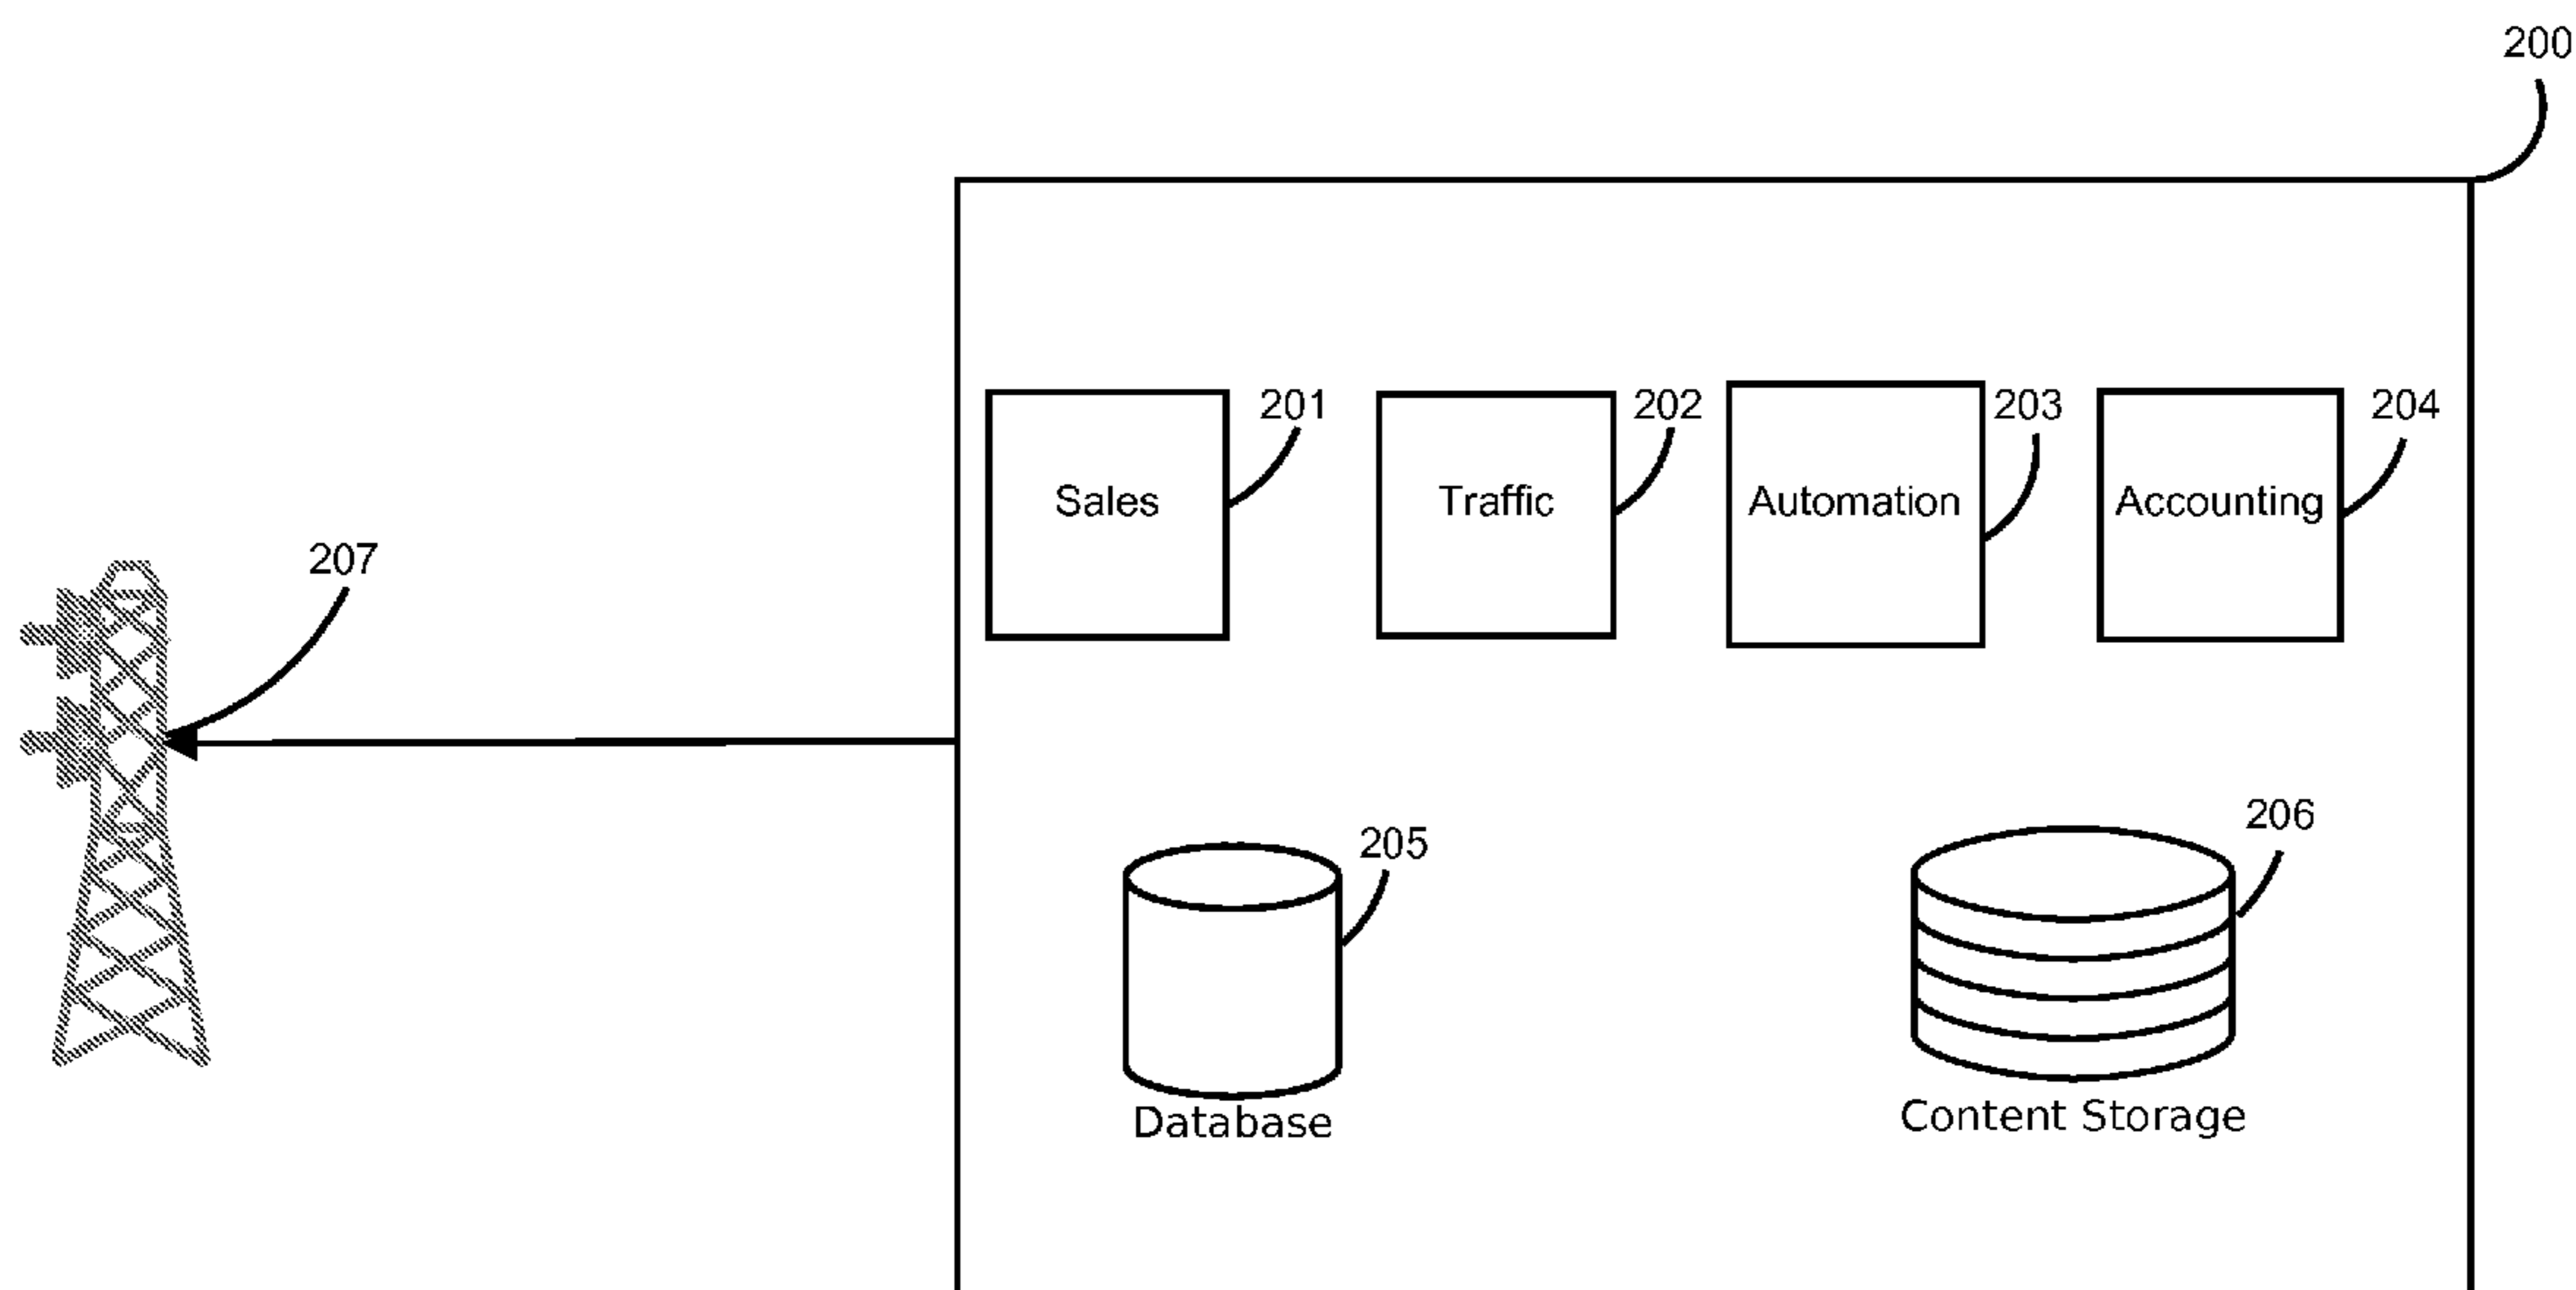 200
201
202
203
204
Sales
Traffic
Automation
Accounting
207
205
206
Database
Content Storage